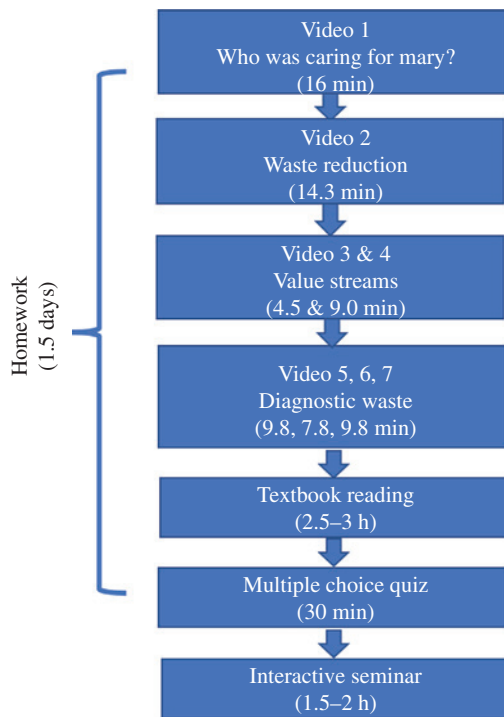 Video 1
Who was caring for mary?
(16 min)
Video 2
Waste reduction
(14.3 min)
Video 3 & 4
Value streams
(4.5 & 9.0 min)
Homework
(1.5 days)
Video 5, 6, 7
Diagnostic waste
(9.8, 7.8, 9.8 min)
Textbook reading
(2.5–3 h)
Multiple choice quiz
(30 min)
Interactive seminar
(1.5–2 h)